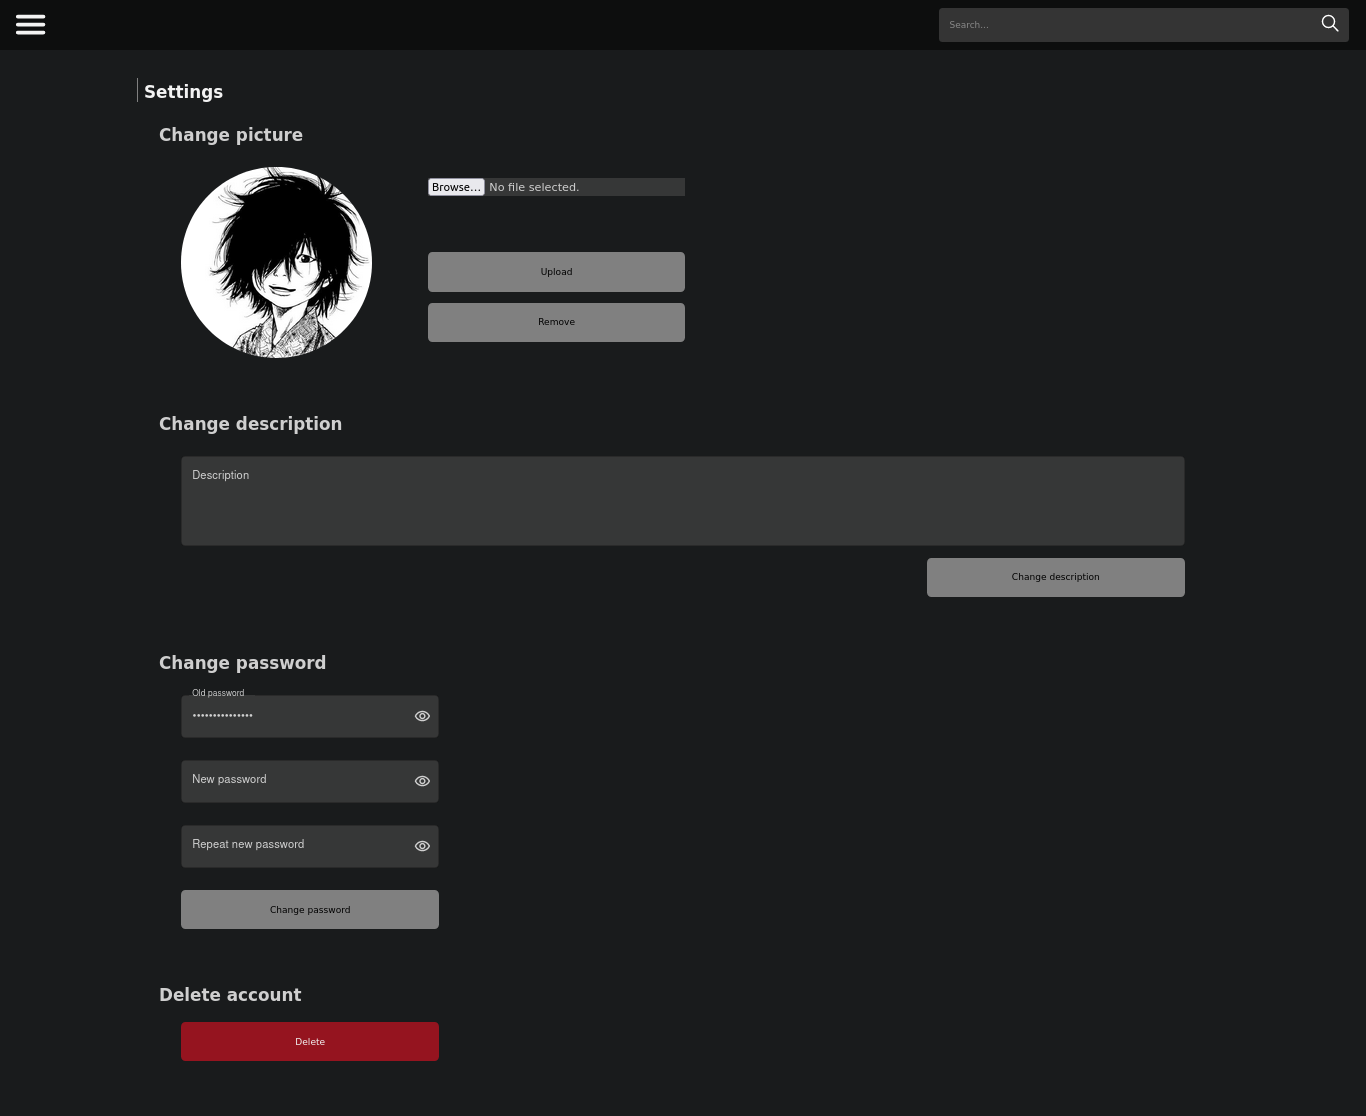 Search...
Settings
Change picture
Browse... No file selected.
Upload
Remove
Change description
Description
Change description
Change password
Old password
•••••••••••••••
New password
Repeat new password
Change password
Delete account
Delete